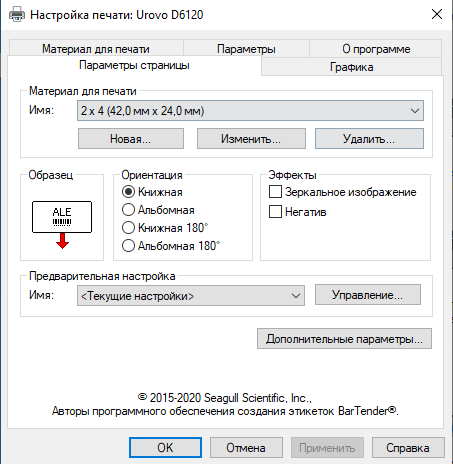 Настройка печати: Urovo D6120
Материал для печати Параметры О программе
Параметры страницы Графика
Материал для печати
Имя: 2 x 4 (42,0 мм x 24,0 мм)
Новая... Изменить... Удалить...
Образец
ALE
Ориентация
Книжная
Альбомная
Книжная 180°
Альбомная 180°
Эффекты
Зеркальное изображение
Негатив
Предварительная настройка
Имя: <Текущие настройки> Управление...
Дополнительные параметры...
© 2015-2020 Seagull Scientific, Inc.,
Авторы программного обеспечения создания этикеток BarTender®.
OK Отмена Применить Справка